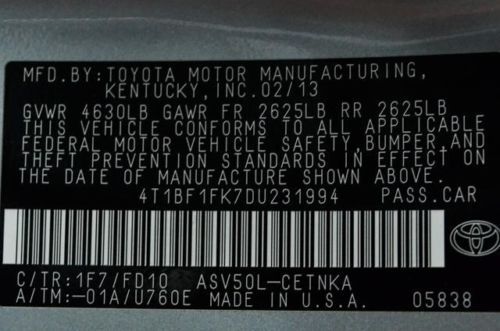 MFD.BY:TOYOTA MOTOR MANUFACTURING,
KENTUCKY,INC.02/13
GVWR 4630LB GAWR FR 2625LB RR 2625LB
THIS VEHICLE CONFORMS TO ALL APPLICABLE
FEDERAL MOTOR VEHICLE SAFETY,BUMPER,AND
THEFT PREVENTION STANDARDS IN EFFECT ON
THE DATE OF MANUFACTURE SHOWN ABOVE.
4T1BF1FK7DU231994 PASS.CAR
C/TR:1F7/FD10 ASV50L-CETNKA
A/TM:-01A/U760E MADE IN U.S.A. 05838